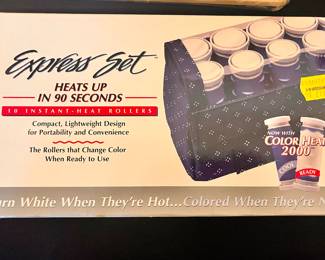 Express Set
HEATS UP
IN 90 SECONDS
10 INSTANT-HEAT ROLLERS
Compact, Lightweight Design
for Portability and Convenience
The Rollers that Change Color
When Ready to Use
NOW WITH
COLOR HEAT
2000
READY
urn White When They're Hot...Colored When They're N